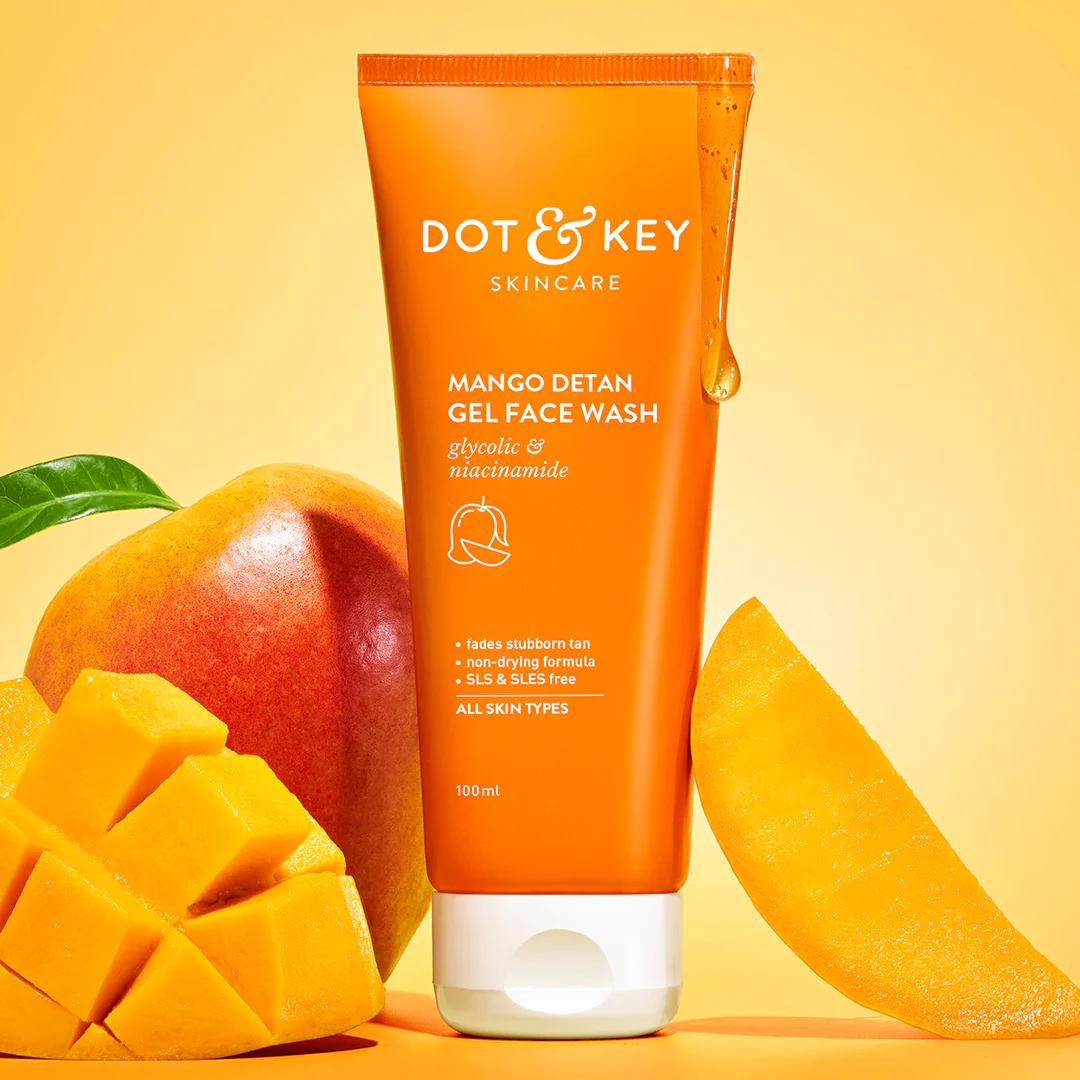 DOT & KEY
SKINCARE
MANGO DETAN
GEL FACE WASH
glycolic &
niacinamide
• fades stubborn tan
• non-drying formula
• SLS & SLES free
ALL SKIN TYPES
100ml